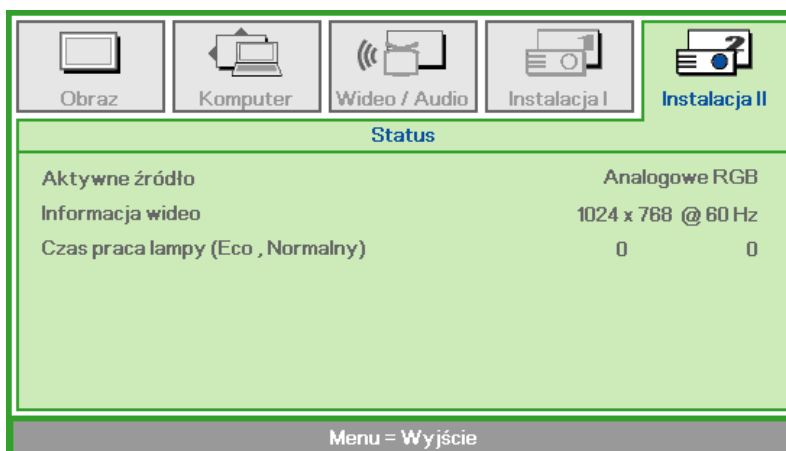 Obraz Komputer Wideo / Audio Instalacja I Instalacja II
Status
Aktywne źródło Analogowe RGB
Informacja wideo 1024 x 768 @ 60 Hz
Czas praca lampy (Eco , Normalny) 0 0
Menu = Wyjście